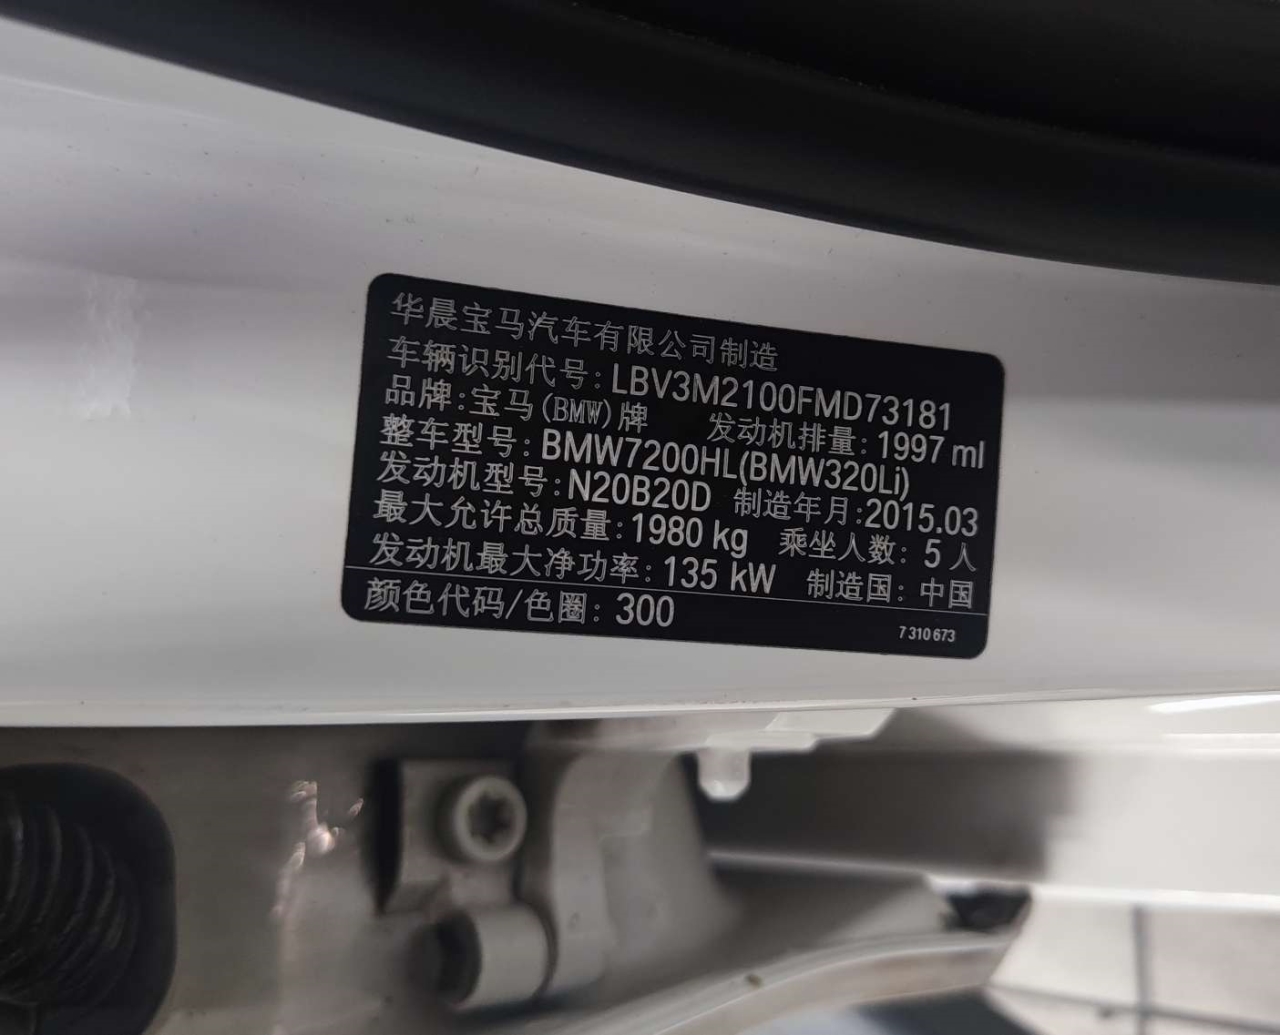 华晨宝马汽车有限公司制造
车辆识别代号: LBV3M2100FMD73181
品牌: 宝马(BMW)牌 发动机排量: 1997 ml
整车型号: BMW7200HL(BMW320Li)
发动机型号: N20B20D 制造年月: 2015.03
最大允许总质量: 1980 kg 乘坐人数: 5 人
发动机最大净功率: 135 kW 制造国: 中国
颜色代码/色圈: 300
7 310 673